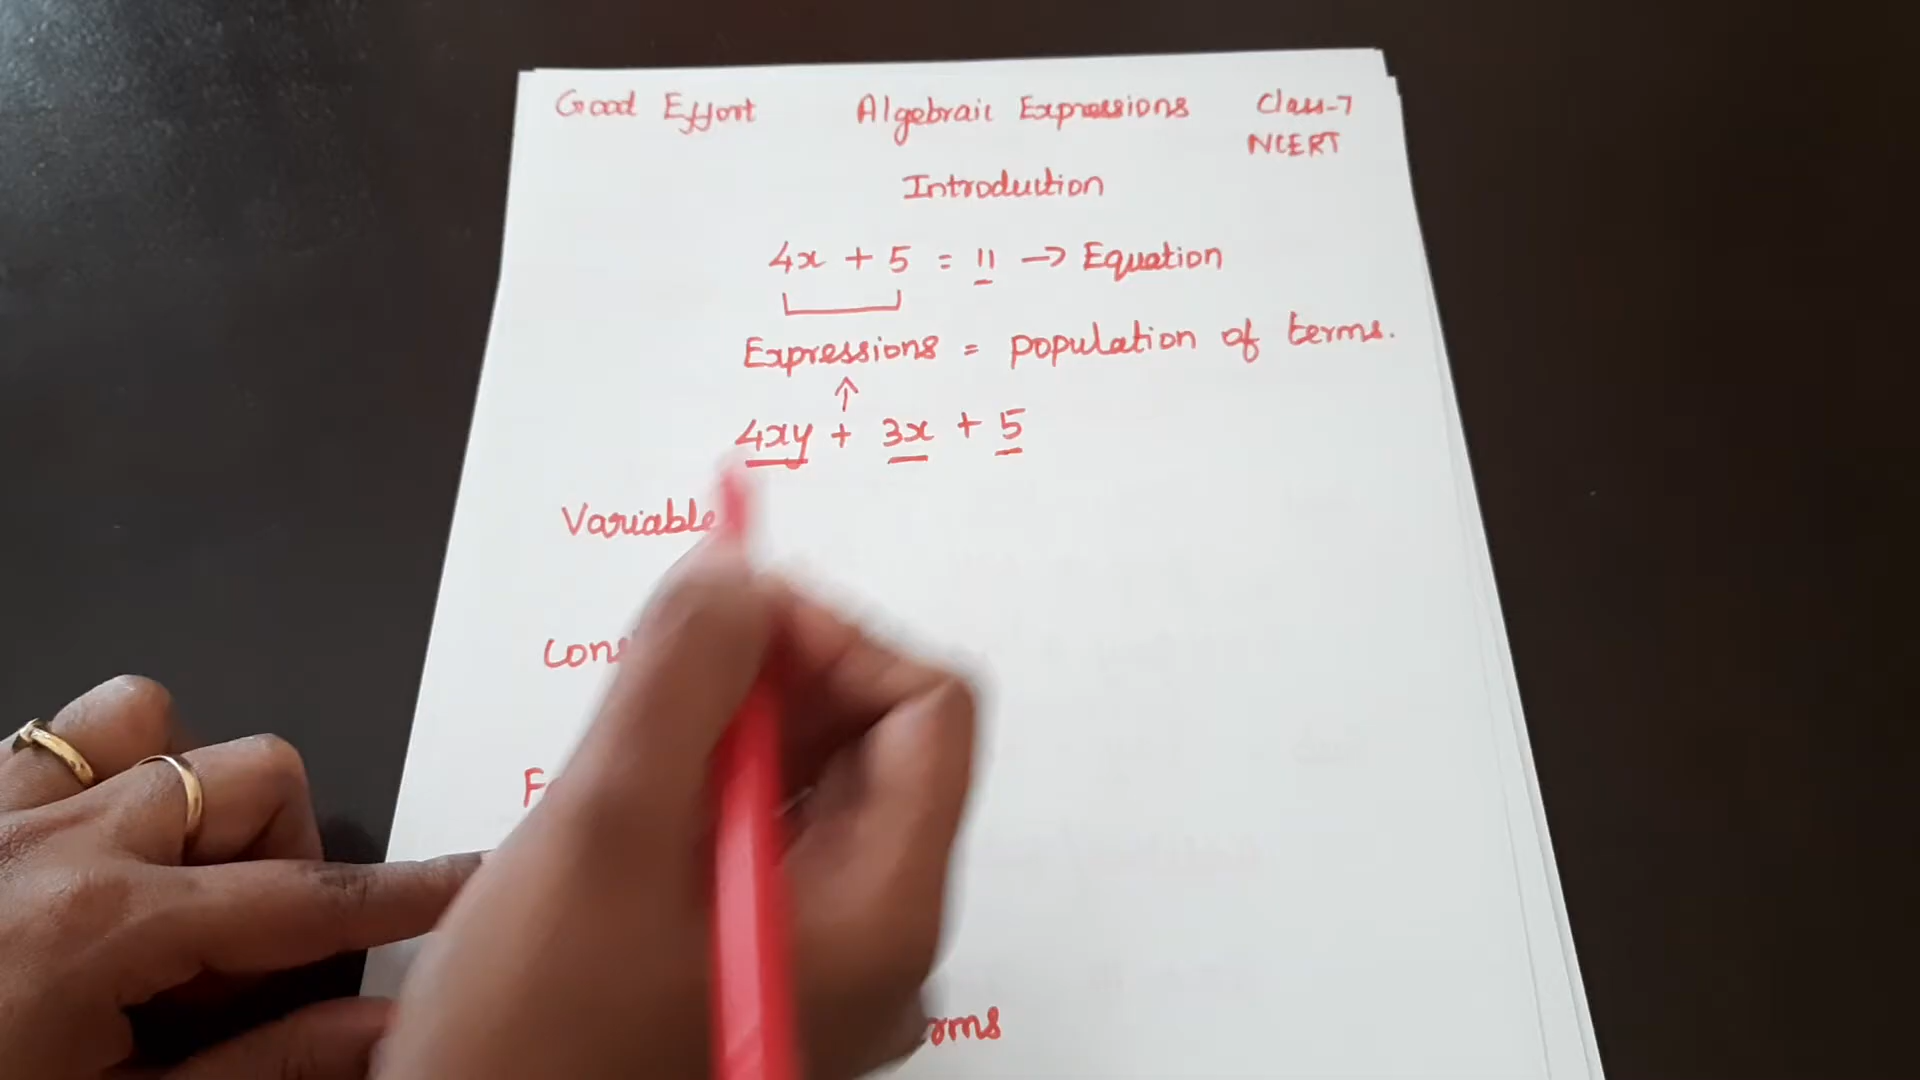 Good Effort Algebraic Expressions Class-7
NCERT
Introduction
4x + 5 = 11 → Equation
Expressions = population of terms.
↑
4xy + 3x + 5
Variable